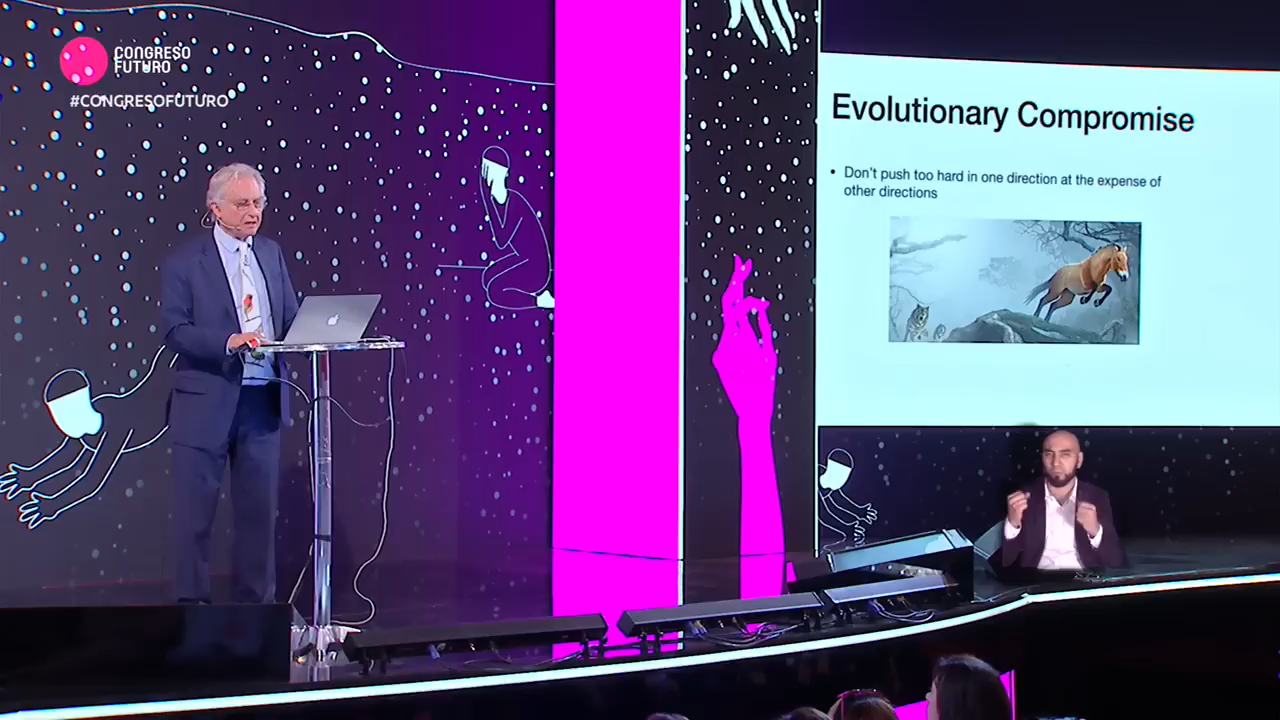 CONGRESO
FUTURO
#CONGRESOFUTURO
Evolutionary Compromise
• Don't push too hard in one direction at the expense of
other directions